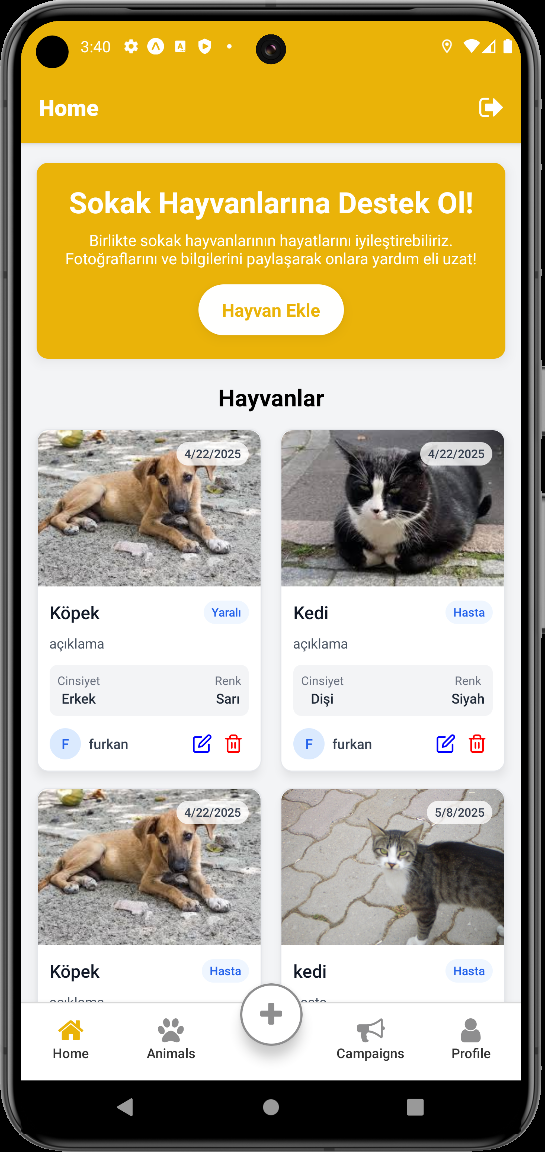 3:40
Home
Sokak Hayvanlarına Destek Ol!
Birlikte sokak hayvanlarının hayatlarını iyileştirebiliriz.
Fotoğraflarını ve bilgilerini paylaşarak onlara yardım eli uzat!
Hayvan Ekle
Hayvanlar
4/22/2025
Köpek
Yaralı
açıklama
Cinsiyet
Renk
Erkek
Sarı
F
furkan
4/22/2025
Kedi
Hasta
açıklama
Cinsiyet
Renk
Dişi
Siyah
F
furkan
4/22/2025
Köpek
Hasta
açıklama
5/8/2025
kedi
Hasta
Home
Animals
Campaigns
Profile